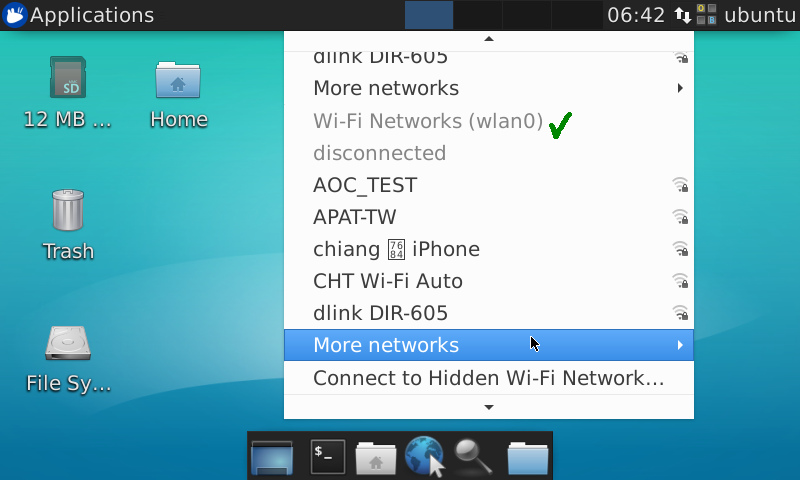 Applications
06:42
ubuntu
dlink DIR-605
More networks
Wi-Fi Networks (wlan0)
disconnected
AOC_TEST
APAT-TW
chiang 的 iPhone
CHT Wi-Fi Auto
dlink DIR-605
More networks
Connect to Hidden Wi-Fi Network...
SD
12 MB ...
Home
Trash
File Sy...
$_